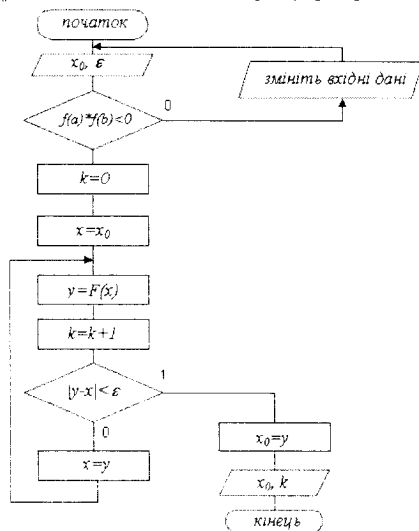 початок
x₀, ε
змініть вхідні дані
f(a)*f(b)<0
0
k=0
x=x₀
y=F(x)
k=k+1
|y-x|<ε
1
0
x₀=y
x=y
x₀, k
кінець